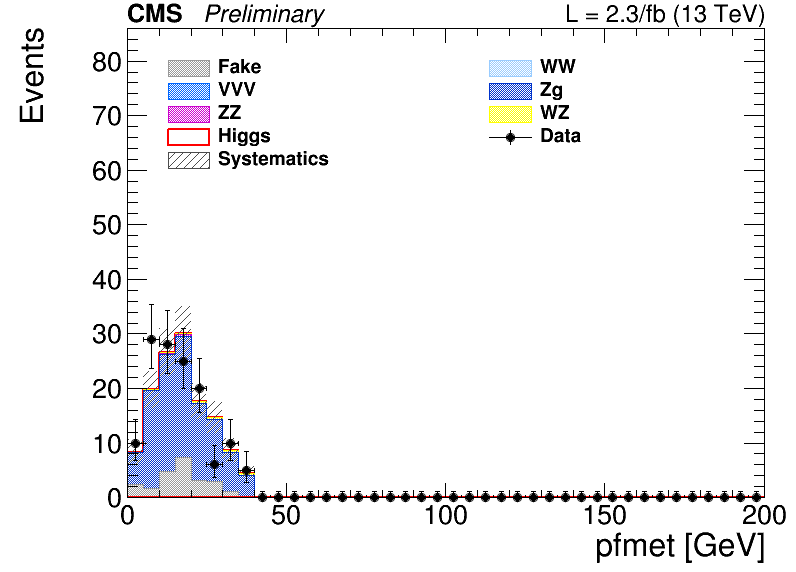 CMS Preliminary L = 2.3/fb (13 TeV)
Events
80
70
60
50
40
30
20
10
0
Fake
VVV
ZZ
Higgs
Systematics
WW
Zg
WZ
Data
0 50 100 150 200
pfmet [GeV]